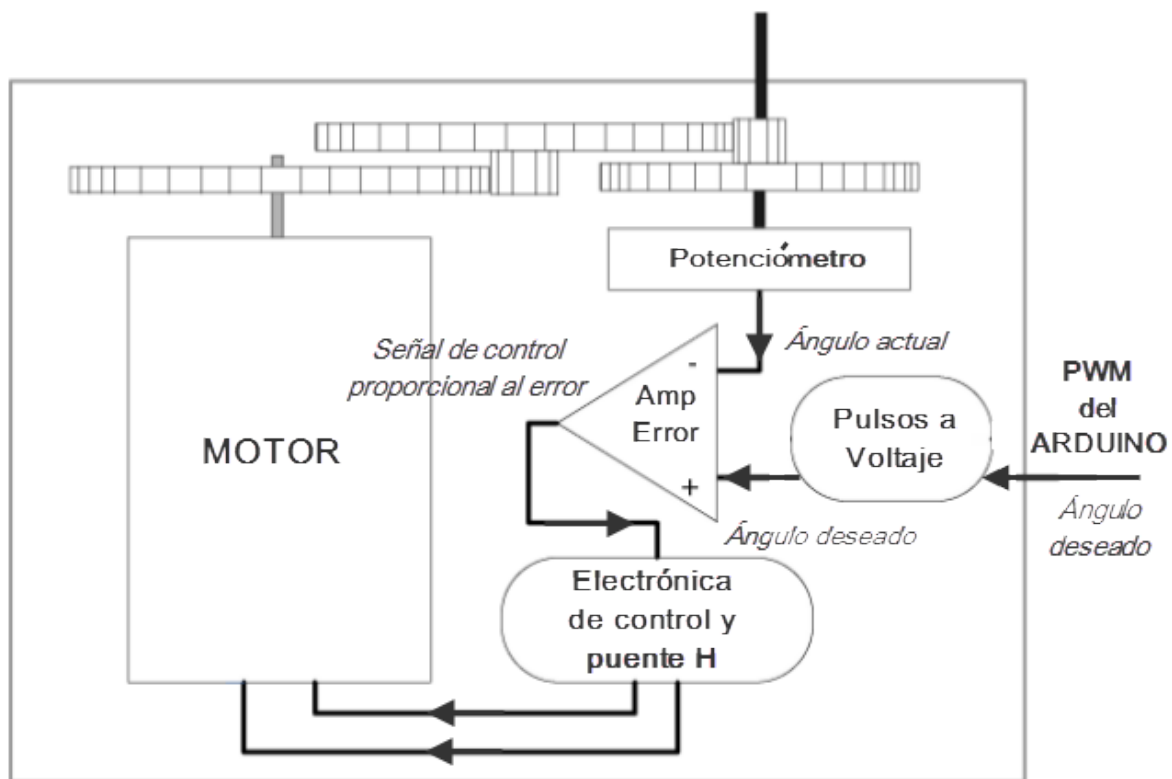 Potenciómetro
Ángulo actual
Señal de control
proporcional al error
-
Amp
Error
+
Pulsos a
Voltaje
PWM
del
ARDUINO
Ángulo
deseado
MOTOR
Ángulo deseado
Electrónica
de control y
puente H